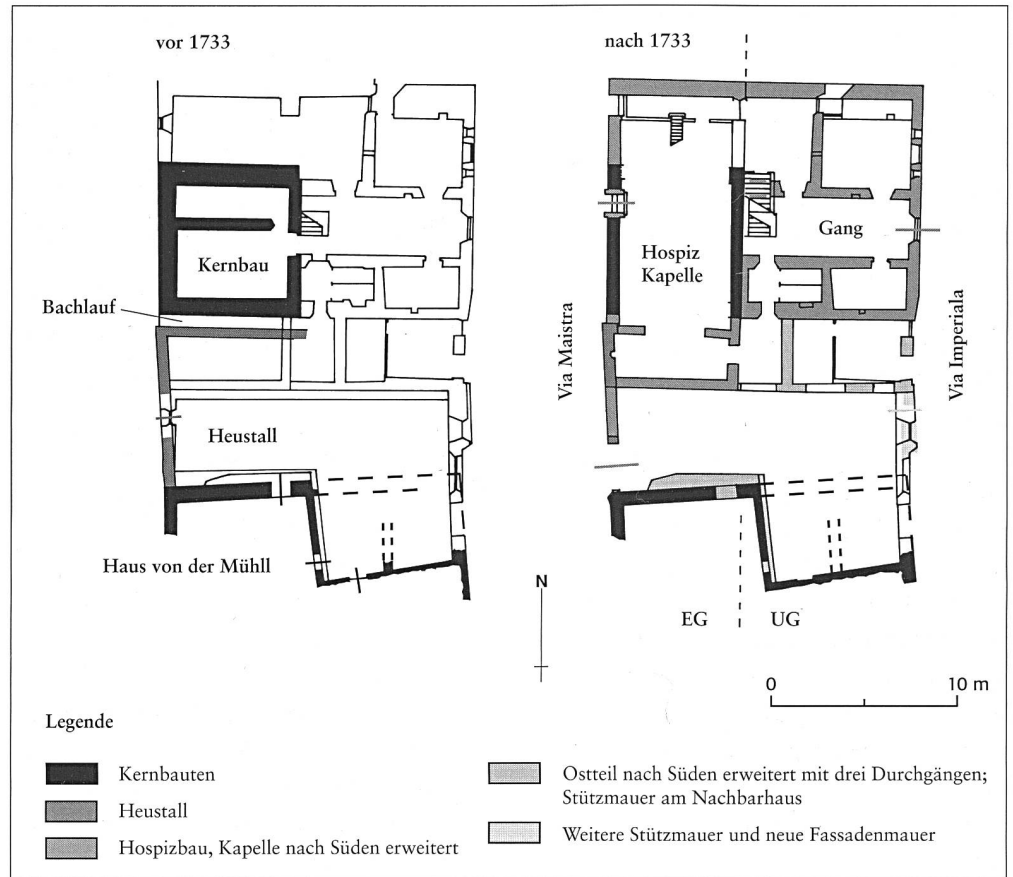 vor 1733
nach 1733
Kernbau
Bachlauf
Heustall
Haus von der Mühll
Gang
Hospiz
Kapelle
Via Maistra
Via Imperiala
EG
UG
N
0
10 m
Legende
Kernbauten
Heustall
Hospizbau, Kapelle nach Süden erweitert
Ostteil nach Süden erweitert mit drei Durchgängen;
Stützmauer am Nachbarhaus
Weitere Stützmauer und neue Fassadenmauer